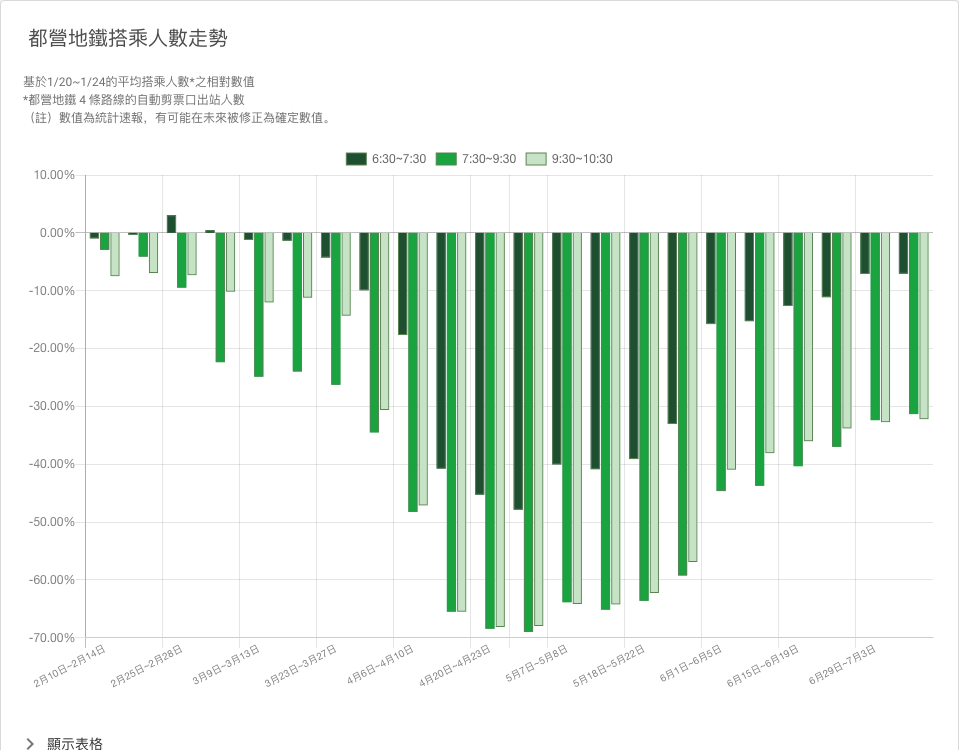 都營地鐵搭乘人數走勢
基於1/20~1/24的平均搭乘人數*之相對數值
*都營地鐵 4 條路線的自動剪票口出站人數
（註）數值為統計速報，有可能在未來被修正為確定數值。
6:30~7:30 7:30~9:30 9:30~10:30
10.00%
0.00%
-10.00%
-20.00%
-30.00%
-40.00%
-50.00%
-60.00%
-70.00%
2月10日~2月14日 2月25日~2月28日 3月9日~3月13日 3月23日~3月27日 4月6日~4月10日 4月20日~4月23日 5月7日~5月8日 5月18日~5月22日 6月1日~6月5日 6月15日~6月19日 6月29日~7月3日
顯示表格